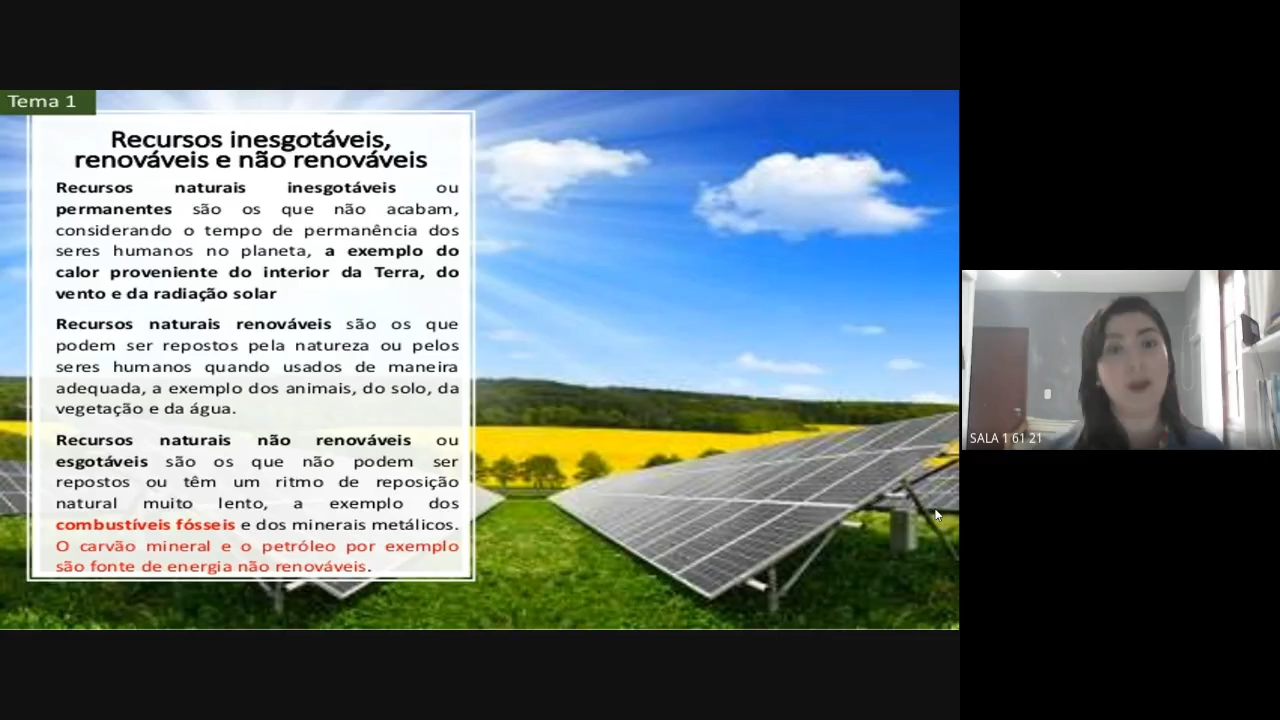 Tema 1
Recursos inesgotáveis,
renováveis e não renováveis
Recursos naturais inesgotáveis ou
permanentes são os que não acabam,
considerando o tempo de permanência dos
seres humanos no planeta, a exemplo do
calor proveniente do interior da Terra, do
vento e da radiação solar
Recursos naturais renováveis são os que
podem ser repostos pela natureza ou pelos
seres humanos quando usados de maneira
adequada, a exemplo dos animais, do solo, da
vegetação e da água.
Recursos naturais não renováveis ou
esgotáveis são os que não podem ser
repostos ou têm um ritmo de reposição
natural muito lento, a exemplo dos
combustíveis fósseis e dos minerais metálicos.
O carvão mineral e o petróleo por exemplo
são fonte de energia não renováveis.
SALA 1 61 21